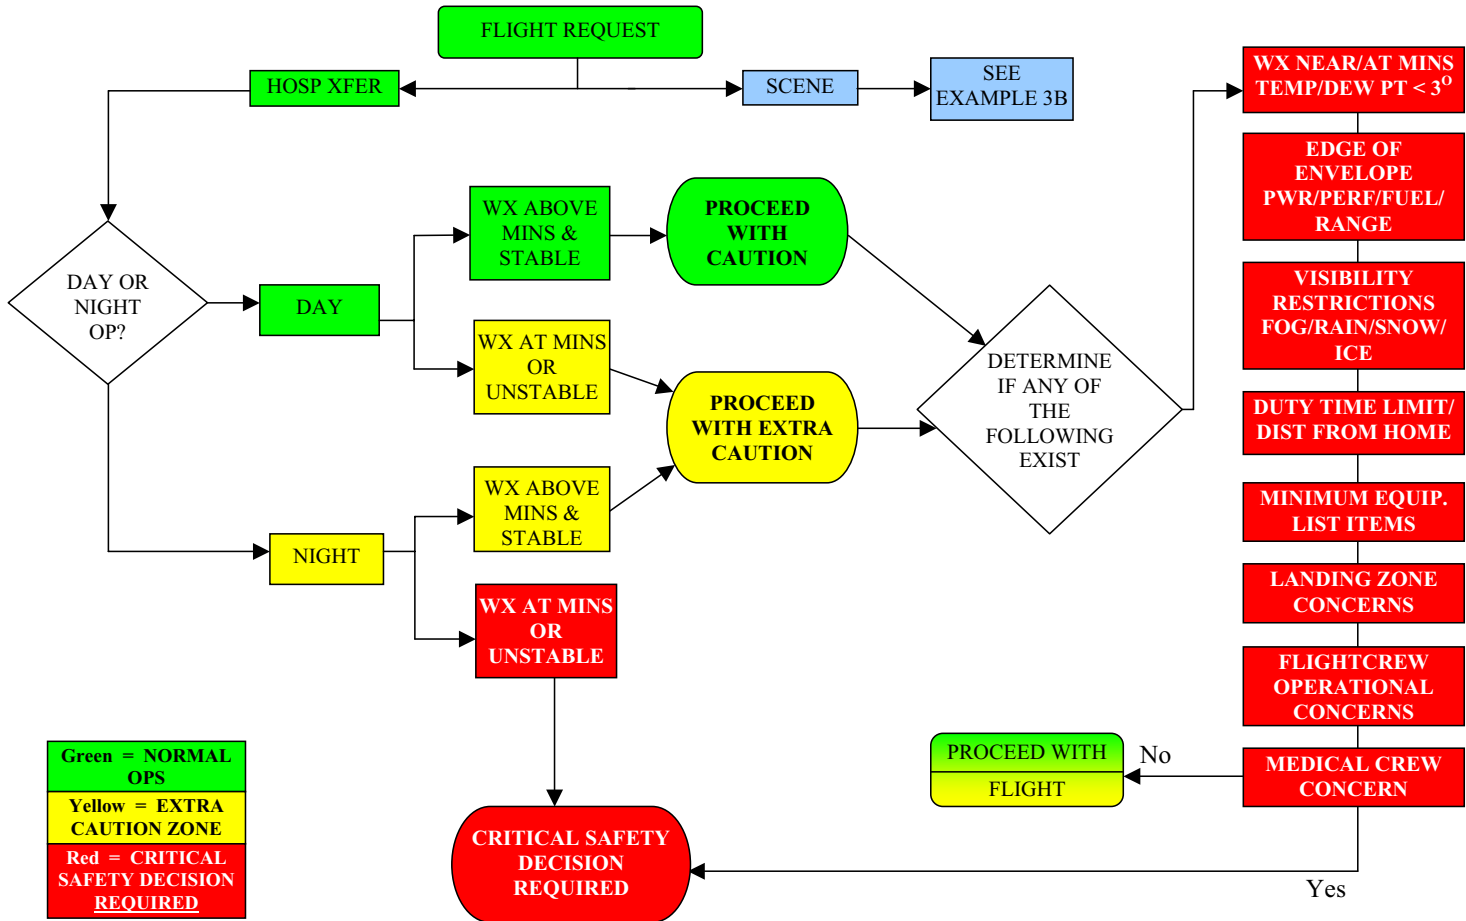 FLIGHT REQUEST
HOSP XFER
SCENE
SEE
EXAMPLE 3B
WX NEAR/AT MINS
TEMP/DEW PT < 3O
EDGE OF
ENVELOPE
PWR/PERF/FUEL/
RANGE
VISIBILITY
RESTRICTIONS
FOG/RAIN/SNOW/
ICE
DUTY TIME LIMIT/
DIST FROM HOME
MINIMUM EQUIP.
LIST ITEMS
LANDING ZONE
CONCERNS
FLIGHTCREW
OPERATIONAL
CONCERNS
MEDICAL CREW
CONCERN
DAY OR
NIGHT
OP?
DAY
WX ABOVE
MINS &
STABLE
PROCEED
WITH
CAUTION
WX AT MINS
OR
UNSTABLE
PROCEED
WITH EXTRA
CAUTION
DETERMINE
IF ANY OF
THE
FOLLOWING
EXIST
NIGHT
WX ABOVE
MINS &
STABLE
WX AT MINS
OR
UNSTABLE
No
PROCEED WITH
FLIGHT
Yes
CRITICAL SAFETY
DECISION
REQUIRED
Green = NORMAL
OPS
Yellow = EXTRA
CAUTION ZONE
Red = CRITICAL
SAFETY DECISION
REQUIRED